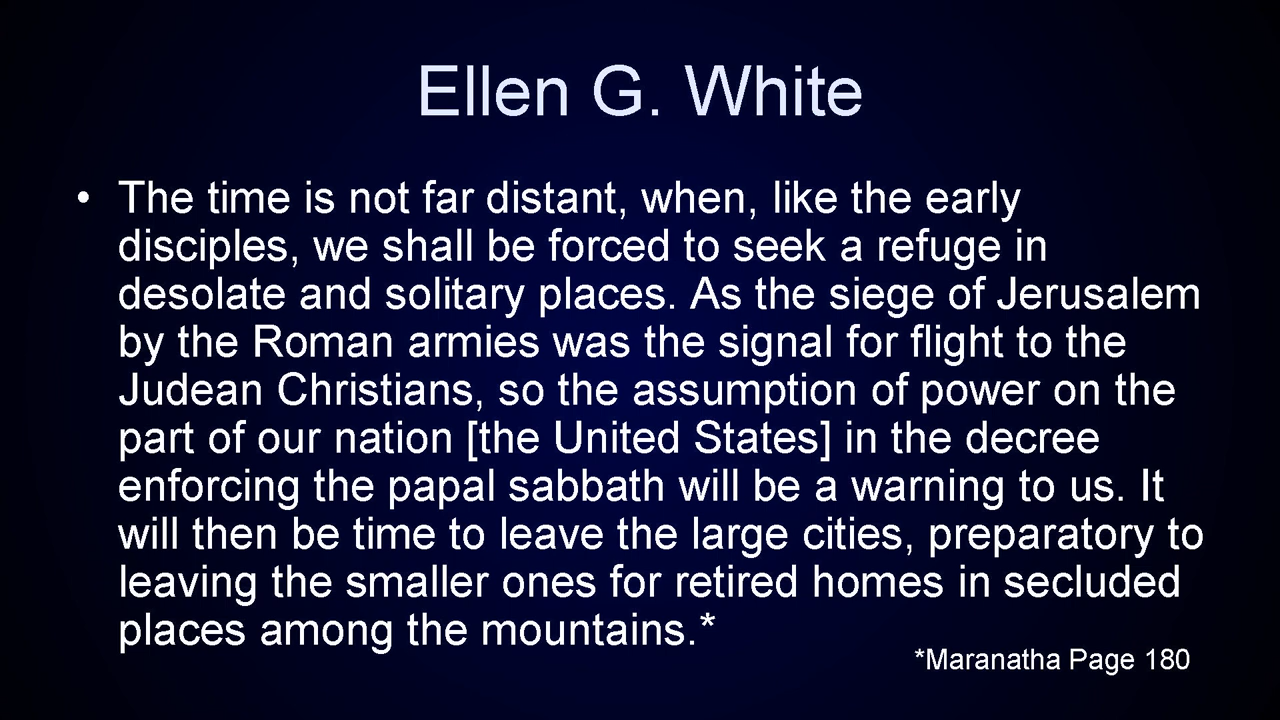 Ellen G. White
• The time is not far distant, when, like the early
disciples, we shall be forced to seek a refuge in
desolate and solitary places. As the siege of Jerusalem
by the Roman armies was the signal for flight to the
Judean Christians, so the assumption of power on the
part of our nation [the United States] in the decree
enforcing the papal sabbath will be a warning to us. It
will then be time to leave the large cities, preparatory to
leaving the smaller ones for retired homes in secluded
places among the mountains.*
*Maranatha Page 180